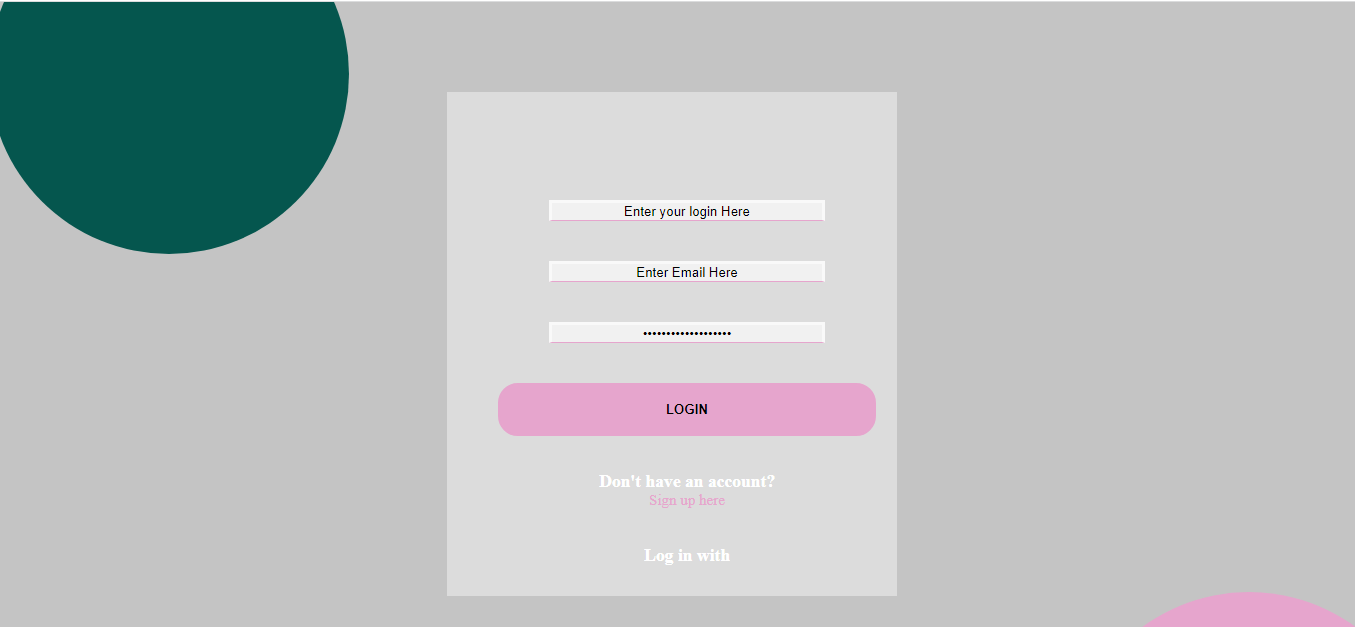 Enter your login Here
Enter Email Here
•••••••••••••••••••
LOGIN
Don't have an account?
Sign up here
Log in with